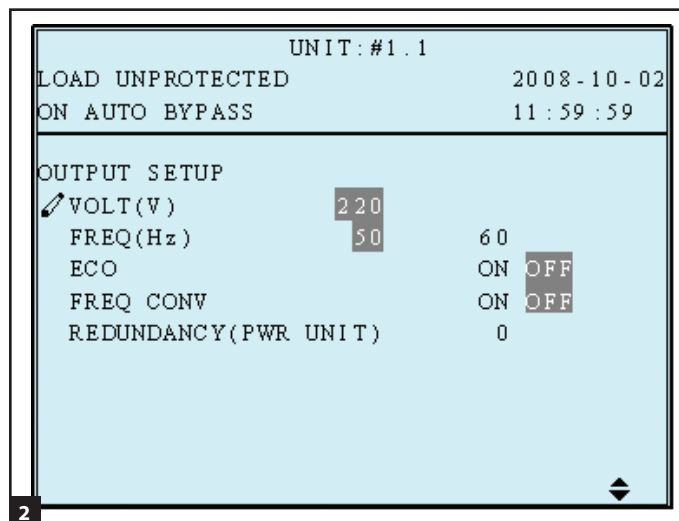 UNIT:#1.1
LOAD UNPROTECTED 2008-10-02
ON AUTO BYPASS 11:59:59
OUTPUT SETUP
VOLT(V) 220
FREQ(Hz) 50 60
ECO ON OFF
FREQ CONV ON OFF
REDUNDANCY(PWR UNIT) 0
2